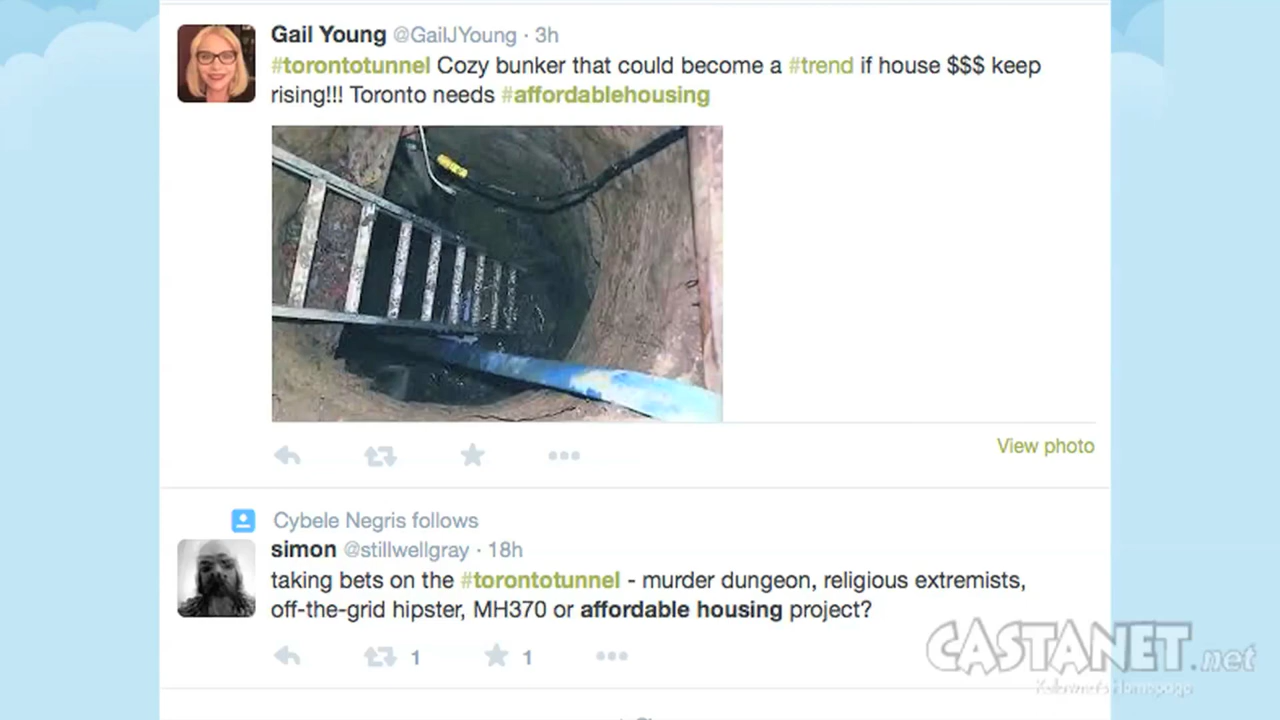 Gail Young @GailJYoung · 3h
#torontotunnel Cozy bunker that could become a #trend if house $$$ keep
rising!!! Toronto needs #affordablehousing
View photo
Cybele Negris follows
simon @stillwellgray · 18h
taking bets on the #torontotunnel - murder dungeon, religious extremists,
off-the-grid hipster, MH370 or affordable housing project?
1 1
CASTANET.net
Kelowna's Homepage